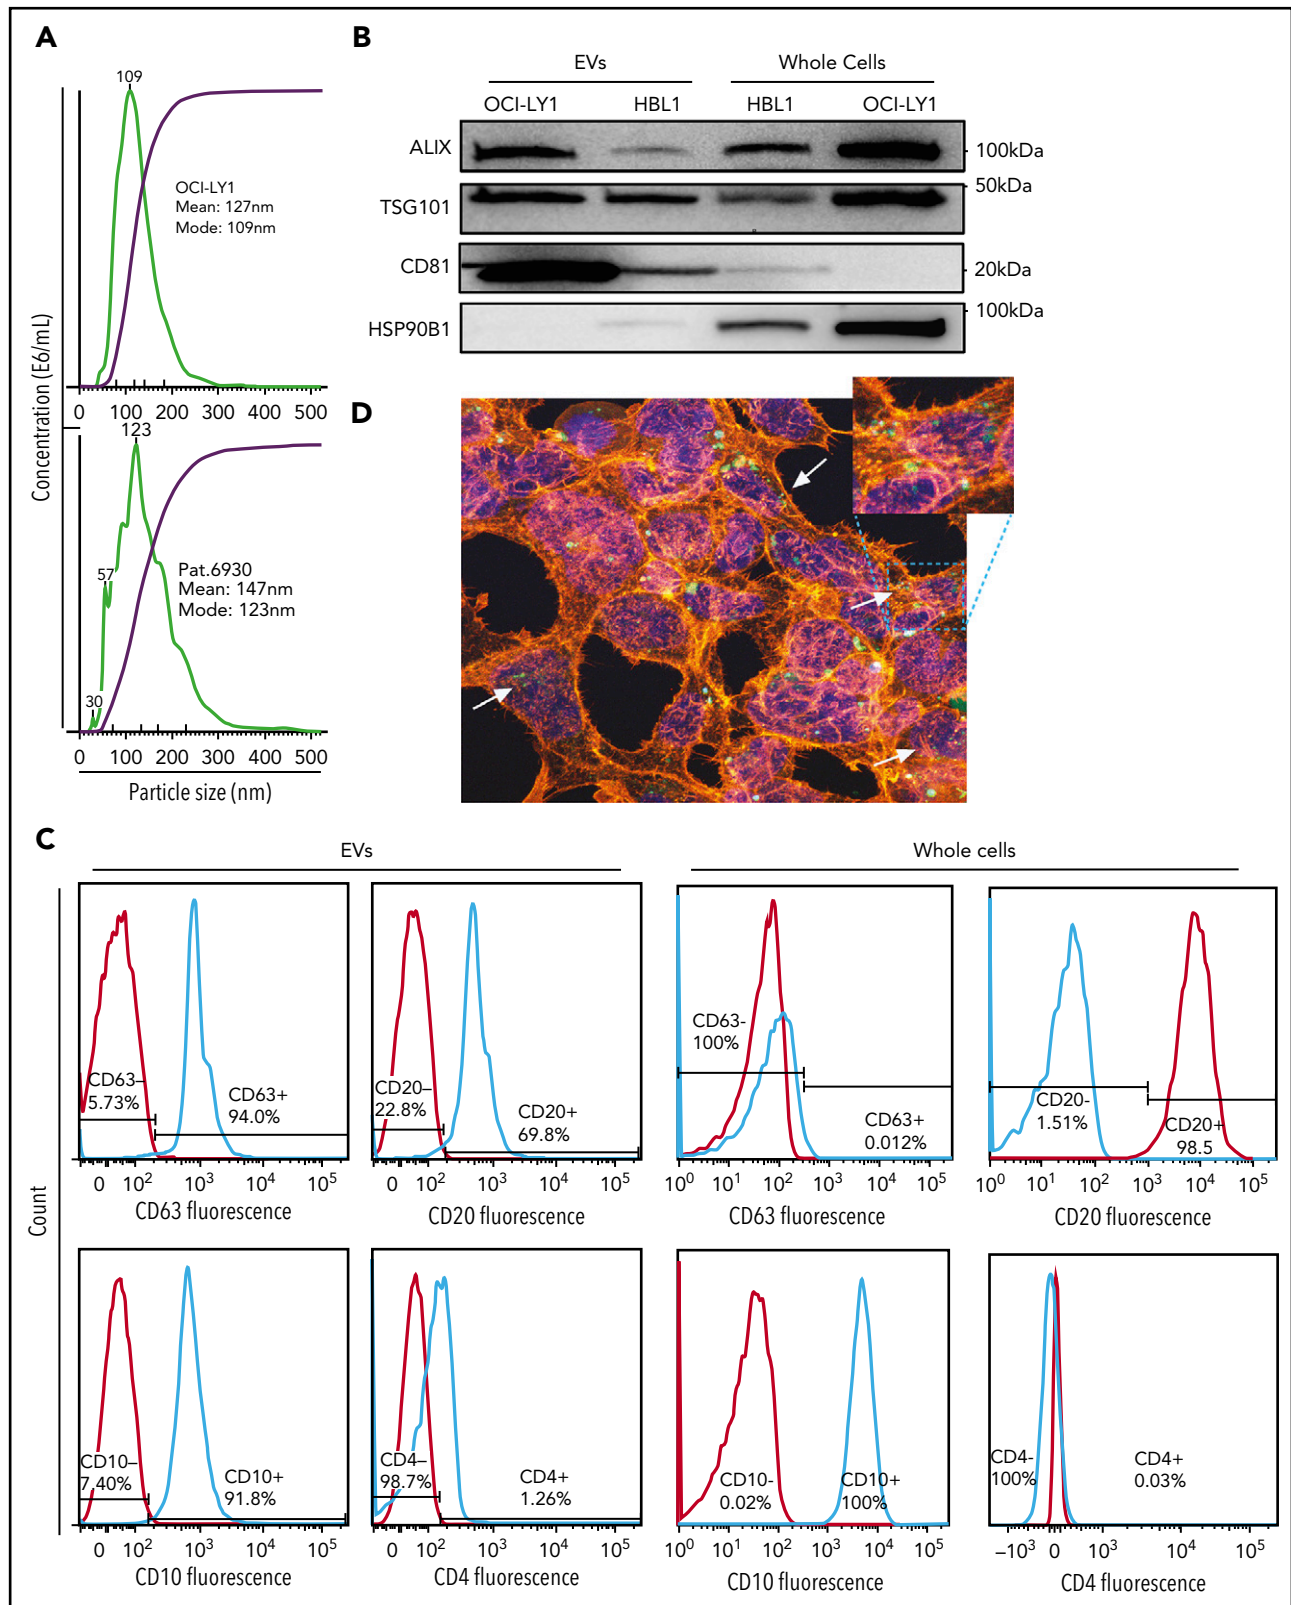 A
109
OCI-LY1
Mean: 127nm
Mode: 109nm
0 100 200 300 400 500
123
57
30
Pat.6930
Mean: 147nm
Mode: 123nm
0 100 200 300 400 500
Particle size (nm)
Concentration (E6/mL)
B
EVs
Whole Cells
OCI-LY1
HBL1
HBL1
OCI-LY1
ALIX
100kDa
TSG101
50kDa
CD81
20kDa
HSP90B1
100kDa
D
C
EVs
Whole cells
Count
CD63–
5.73%
CD63+
94.0%
0 10² 10³ 10⁴ 10⁵
CD63 fluorescence
CD20–
22.8%
CD20+
69.8%
0 10² 10³ 10⁴ 10⁵
CD20 fluorescence
CD63-
100%
CD63+
0.012%
10⁰ 10¹ 10² 10³ 10⁴ 10⁵
CD63 fluorescence
CD20-
1.51%
CD20+
98.5
10⁰ 10¹ 10² 10³ 10⁴ 10⁵
CD20 fluorescence
CD10–
7.40%
CD10+
91.8%
0 10² 10³ 10⁴ 10⁵
CD10 fluorescence
CD4–
98.7%
CD4+
1.26%
0 10² 10³ 10⁴ 10⁵
CD4 fluorescence
CD10-
0.02%
CD10+
100%
10⁰ 10¹ 10² 10³ 10⁴ 10⁵
CD10 fluorescence
CD4-
100%
CD4+
0.03%
–10³ 0 10³ 10⁴ 10⁵
CD4 fluorescence